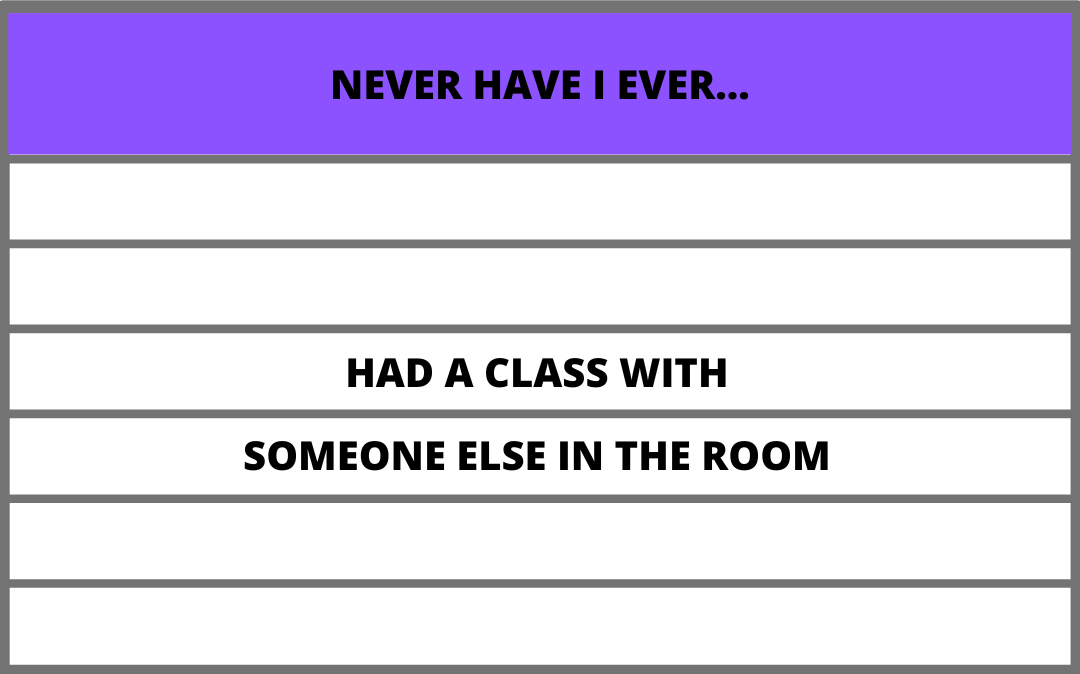 NEVER HAVE I EVER...
HAD A CLASS WITH
SOMEONE ELSE IN THE ROOM